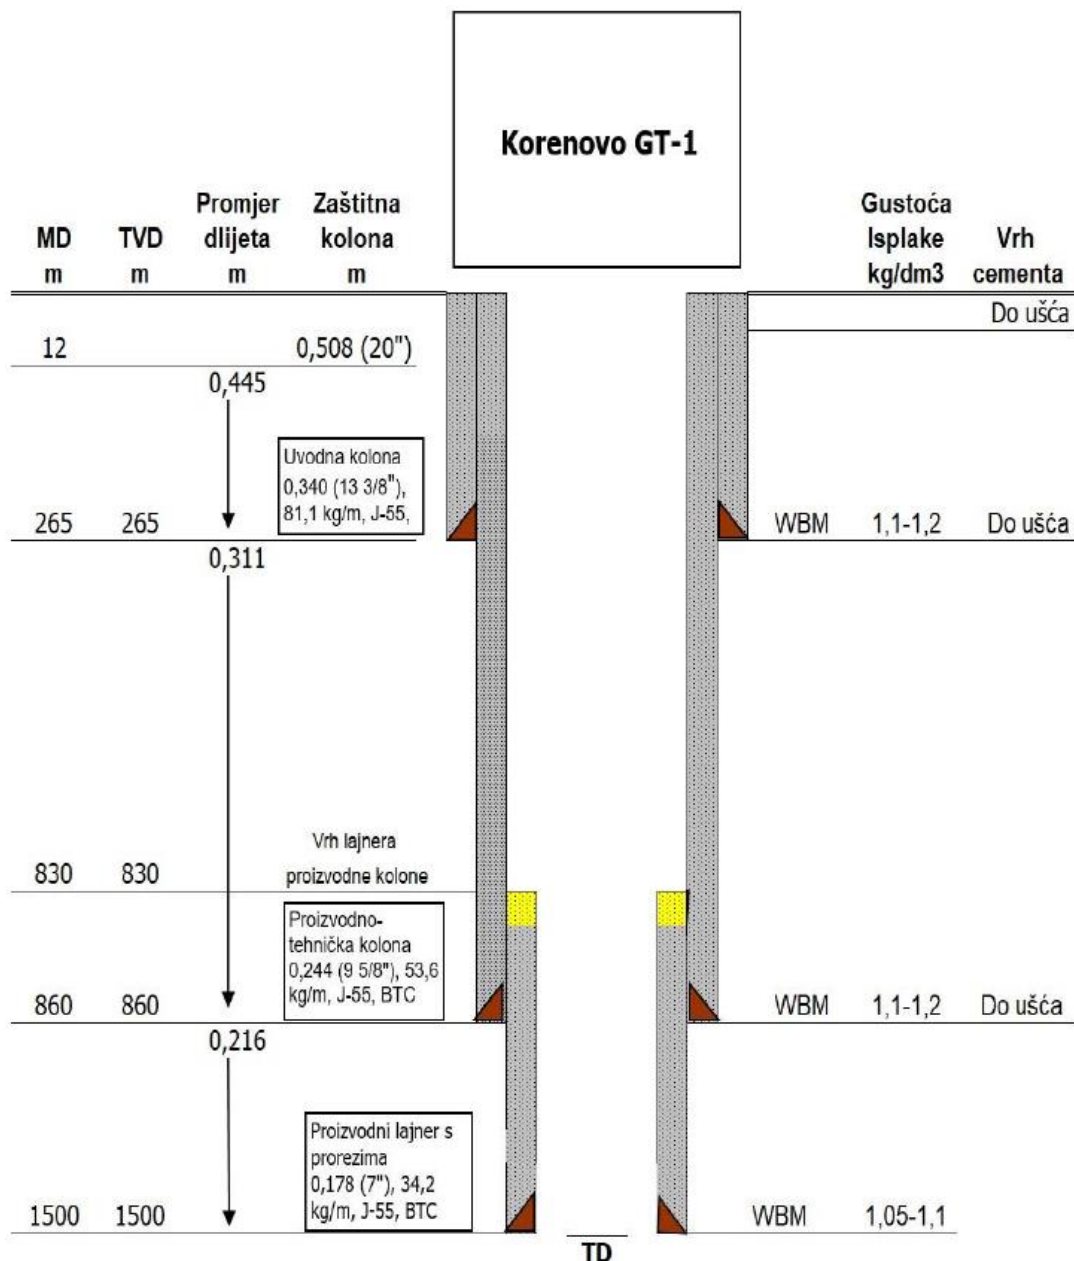 Korenovo GT-1
MD
m
TVD
m
Promjer
dlijeta
m
Zaštitna
kolona
m
Gustoća
Isplake
kg/dm3
Vrh
cementa
Do ušća
12
0,508 (20")
0,445
Uvodna kolona
0,340 (13 3/8"),
81,1 kg/m, J-55,
265 265 WBM 1,1-1,2 Do ušća
0,311
Vrh lajnera
830 830 proizvodne kolone
Proizvodno-
tehnička kolona
0,244 (9 5/8"), 53,6
kg/m, J-55, BTC
860 860 WBM 1,1-1,2 Do ušća
0,216
Proizvodni lajner s
prorezima
0,178 (7"), 34,2
kg/m, J-55, BTC
1500 1500 WBM 1,05-1,1
TD